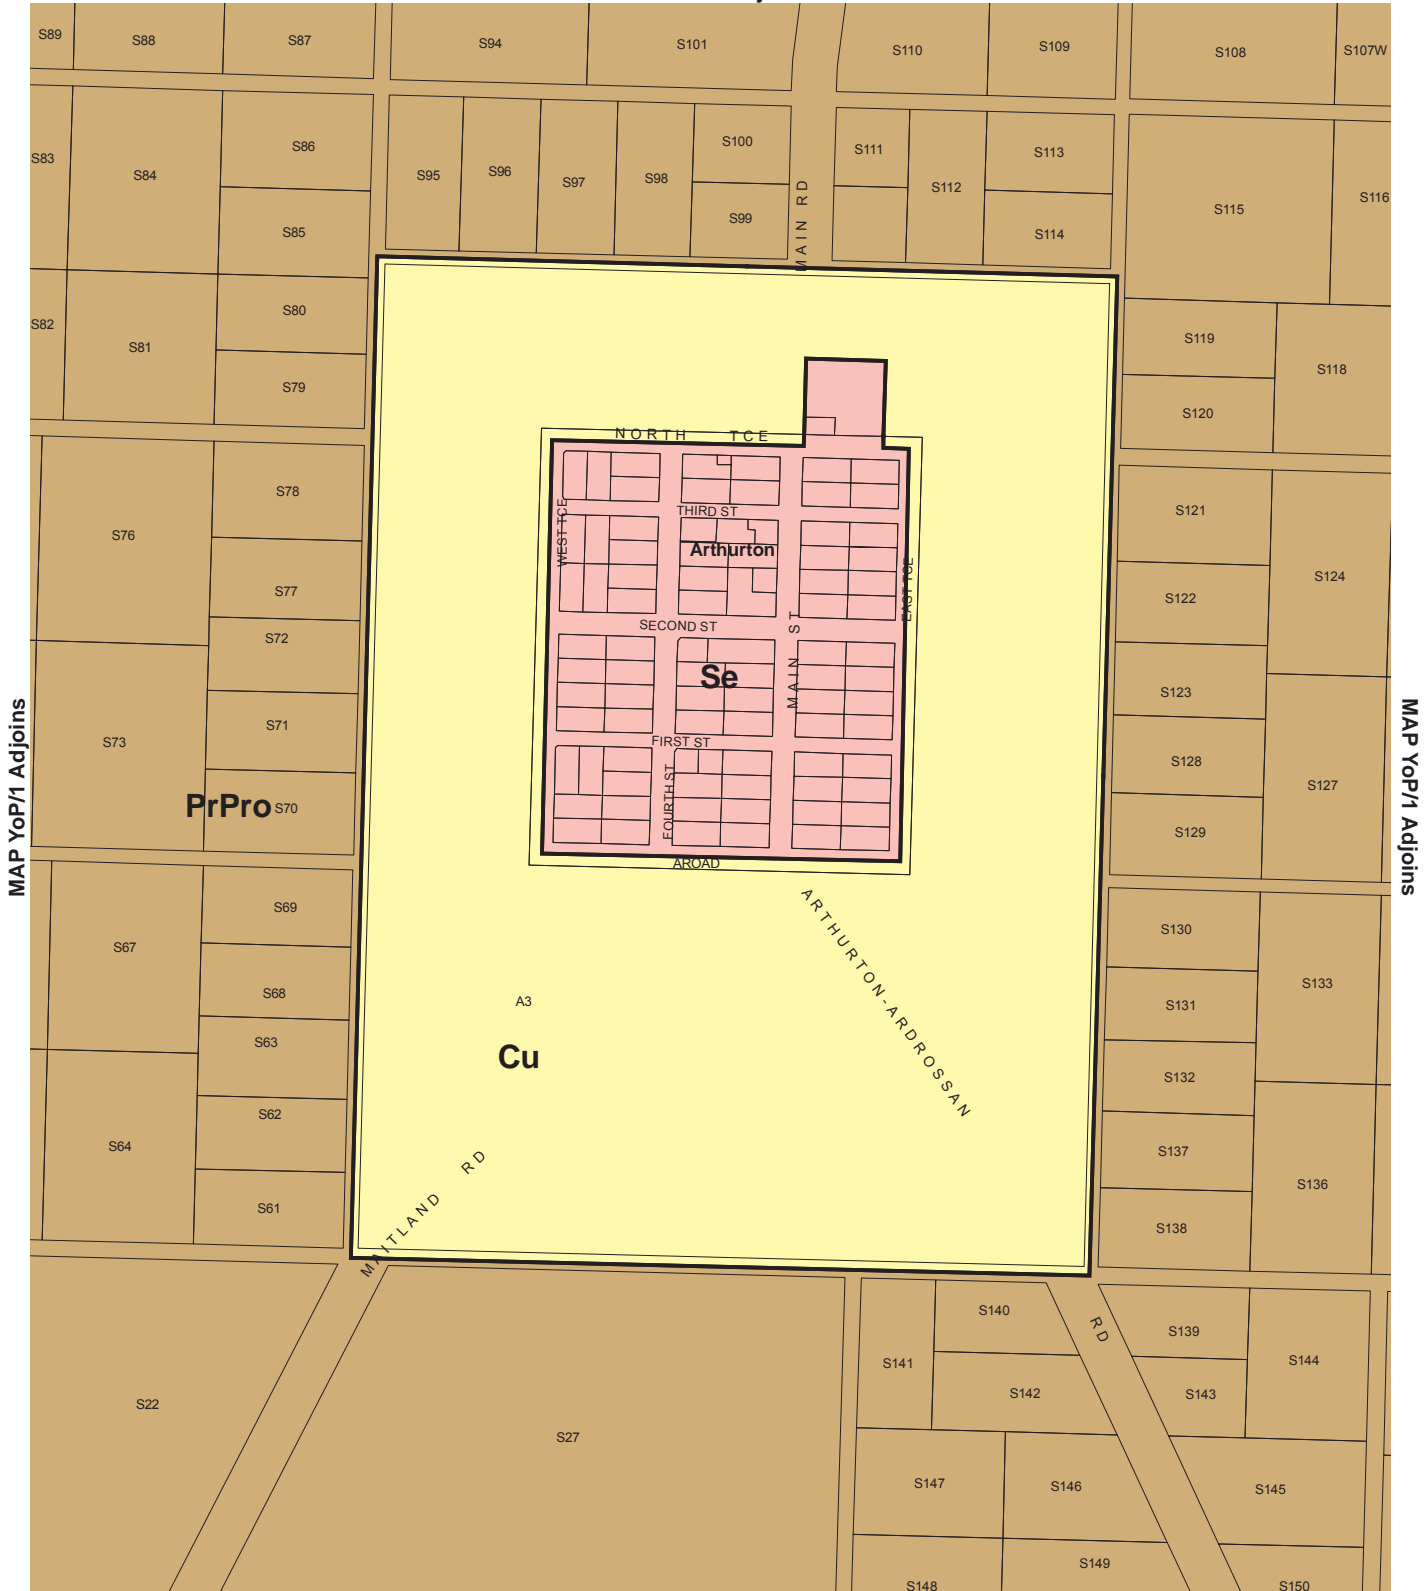 S89
S88
S87
S94
S101
S110
S109
S108
S107W
S83
S84
S86
S85
S95
S96
S97
S98
S100
S99
MAIN RD
S111
S112
S113
S114
S115
S116
S82
S81
S80
S79
S119
S118
S120
NORTH TCE
S76
S78
S77
S72
WEST TCE
THIRD ST
Arthurton
EAST TCE
SECOND ST
MAIN ST
Se
FIRST ST
FOURTH ST
AROAD
S121
S124
S122
S123
S128
S127
S129
MAP YoP/1 Adjoins
S73
S71
PrPro
S70
MAP YoP/1 Adjoins
S67
S69
S68
S63
S62
S64
S61
A3
Cu
ARTHURTON-ARDROSSAN
RD
MAITLAND RD
S130
S133
S131
S132
S137
S136
S138
S22
S27
S140
S141
S142
S139
S144
S143
S147
S146
S145
S149
S148
S150